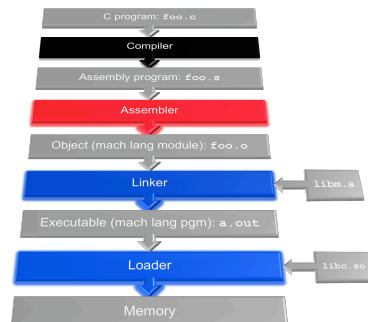 C program: foo.c
Compiler
Assembly program: foo.s
Assembler
Object (mach lang module): foo.o
Linker
libm.a
Executable (mach lang pgm): a.out
Loader
libc.so
Memory